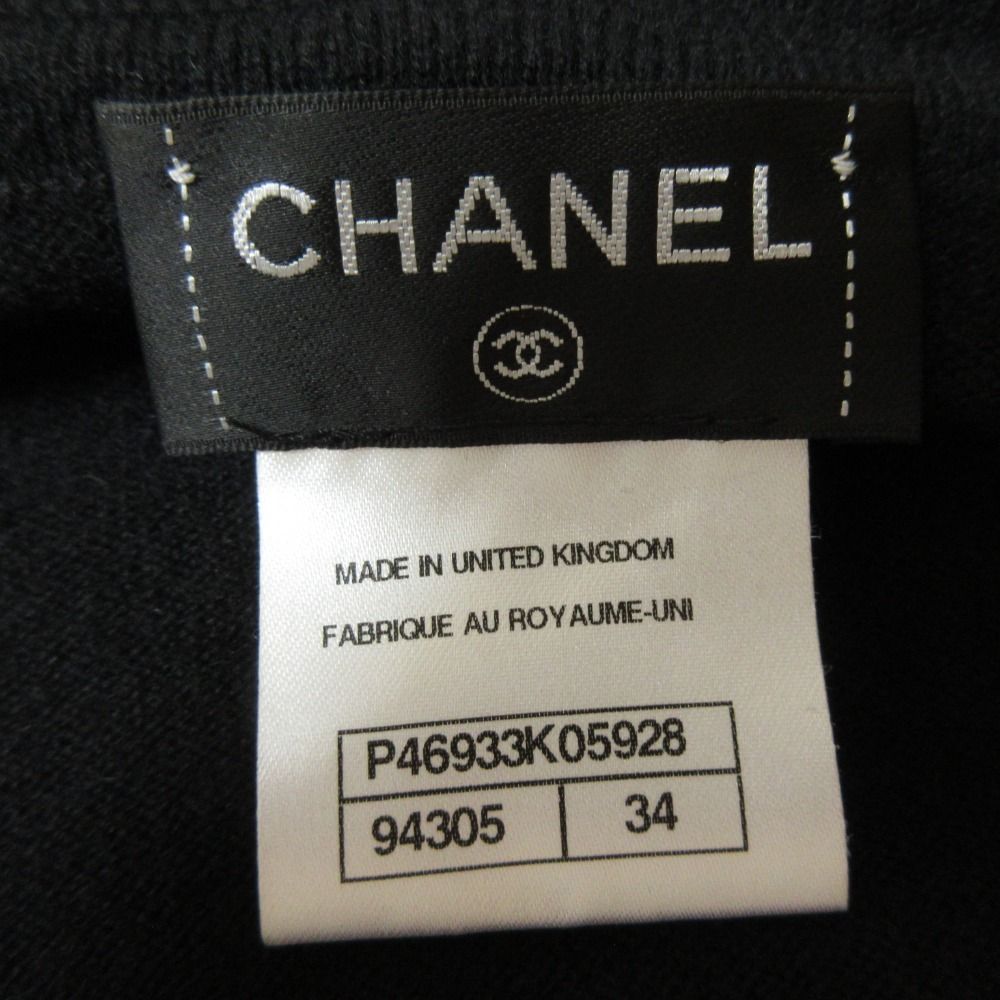 CHANEL
MADE IN UNITED KINGDOM
FABRIQUE AU ROYAUME-UNI
P46933K05928
94305 34